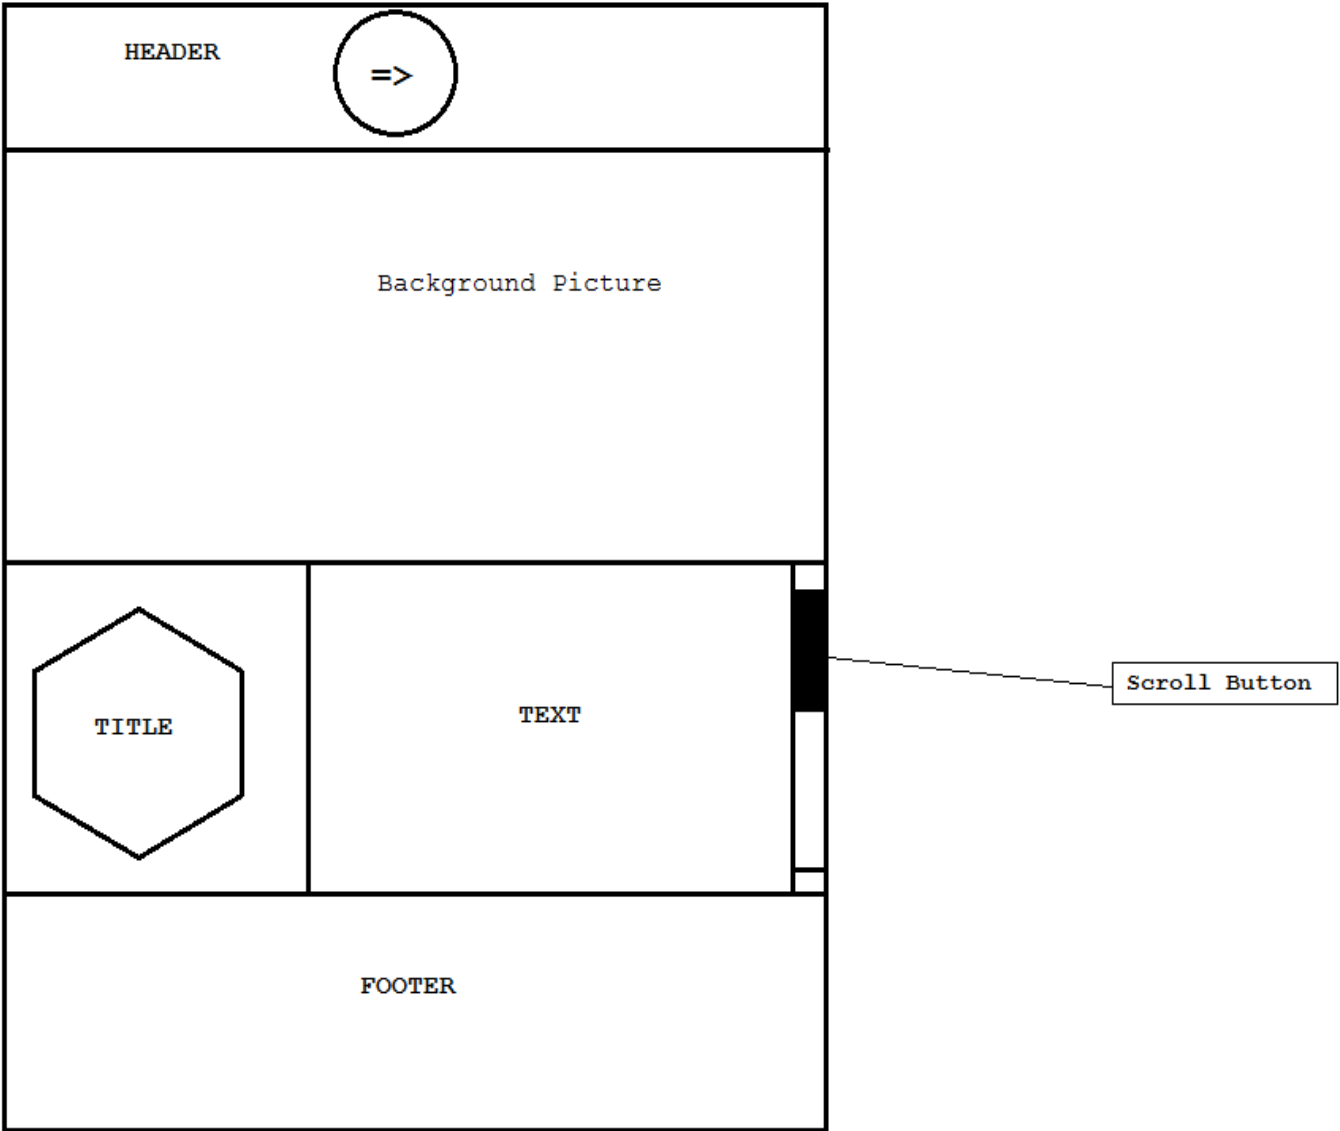 HEADER
=>
Background Picture
TITLE
TEXT
Scroll Button
FOOTER